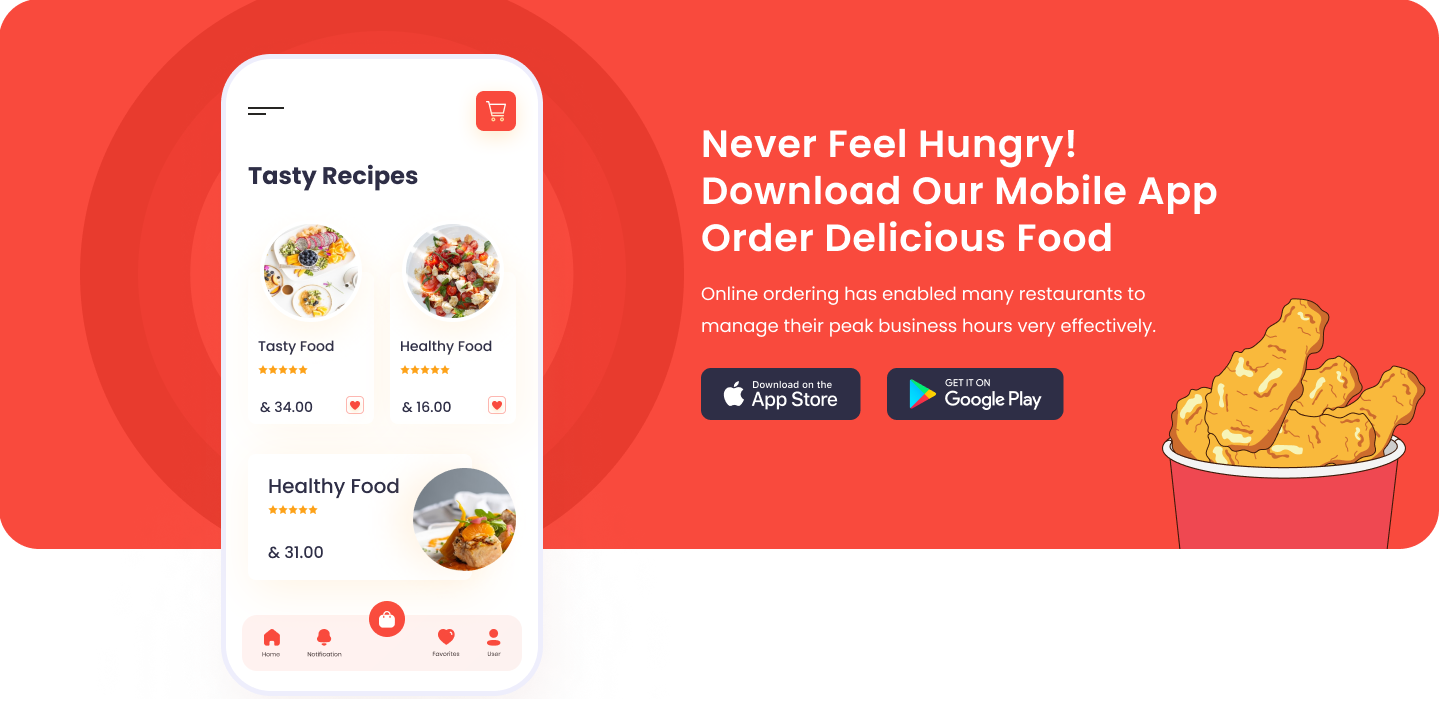 Tasty Recipes
Tasty Food
Healthy Food
& 34.00
& 16.00
Healthy Food
& 31.00
Home
Notification
Favorites
User
Never Feel Hungry!
Download Our Mobile App
Order Delicious Food
Online ordering has enabled many restaurants to
manage their peak business hours very effectively.
Download on the
App Store
GET IT ON
Google Play